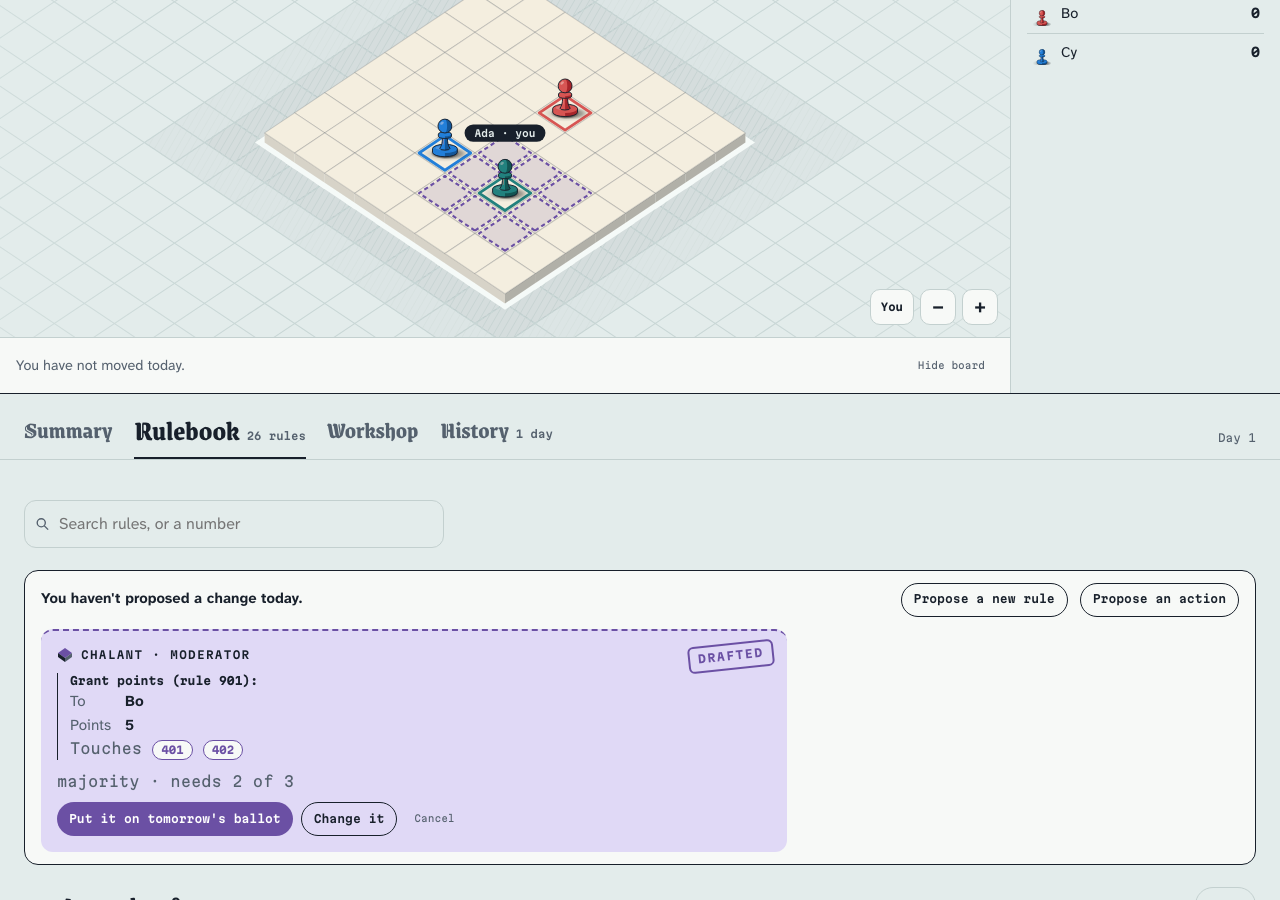 Bo 0
Cy 0
Ada · you
You − +
You have not moved today. Hide board
Summary Rulebook 26 rules Workshop History 1 day Day 1
Search rules, or a number
You haven't proposed a change today. Propose a new rule Propose an action
CHALANT · MODERATOR DRAFTED
Grant points (rule 901):
To Bo
Points 5
Touches 401 402
majority · needs 2 of 3
Put it on tomorrow's ballot Change it Cancel